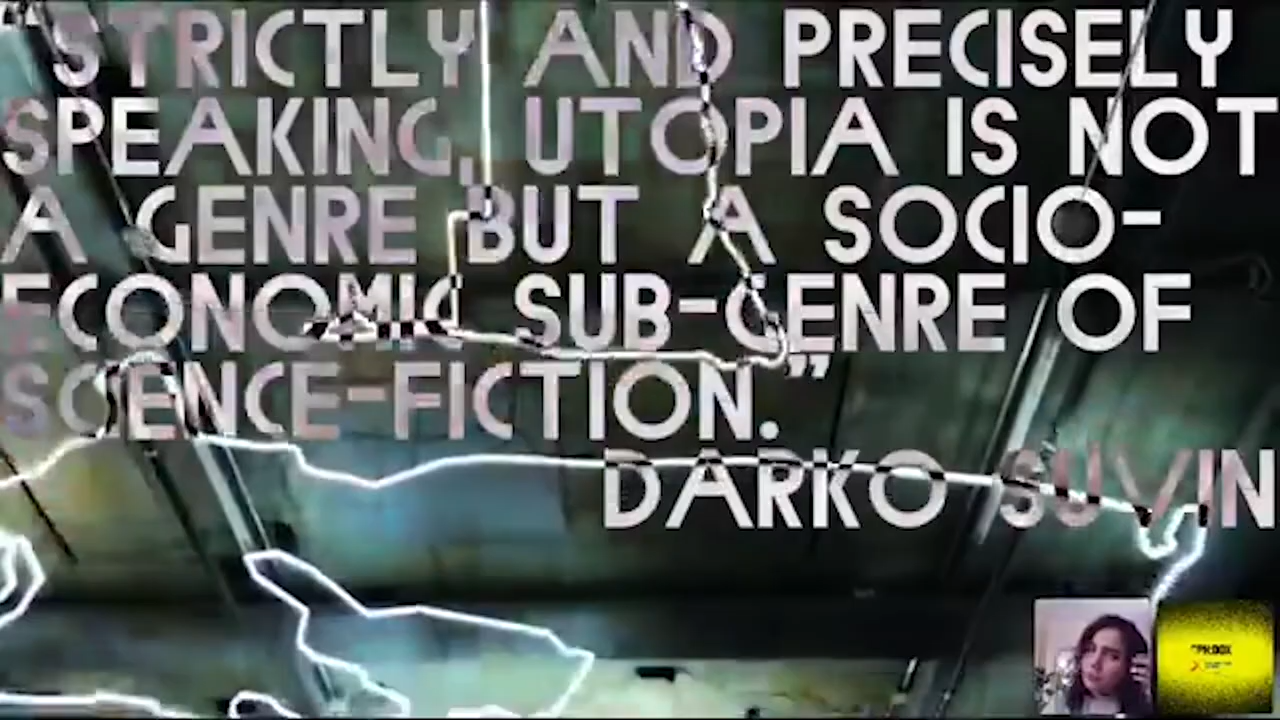 “STRICTLY AND PRECISELY
SPEAKING, UTOPIA IS NOT
A GENRE BUT A SOCIO-
ECONOMIC SUB-GENRE OF
SCIENCE-FICTION.”
DARKO SUVIN